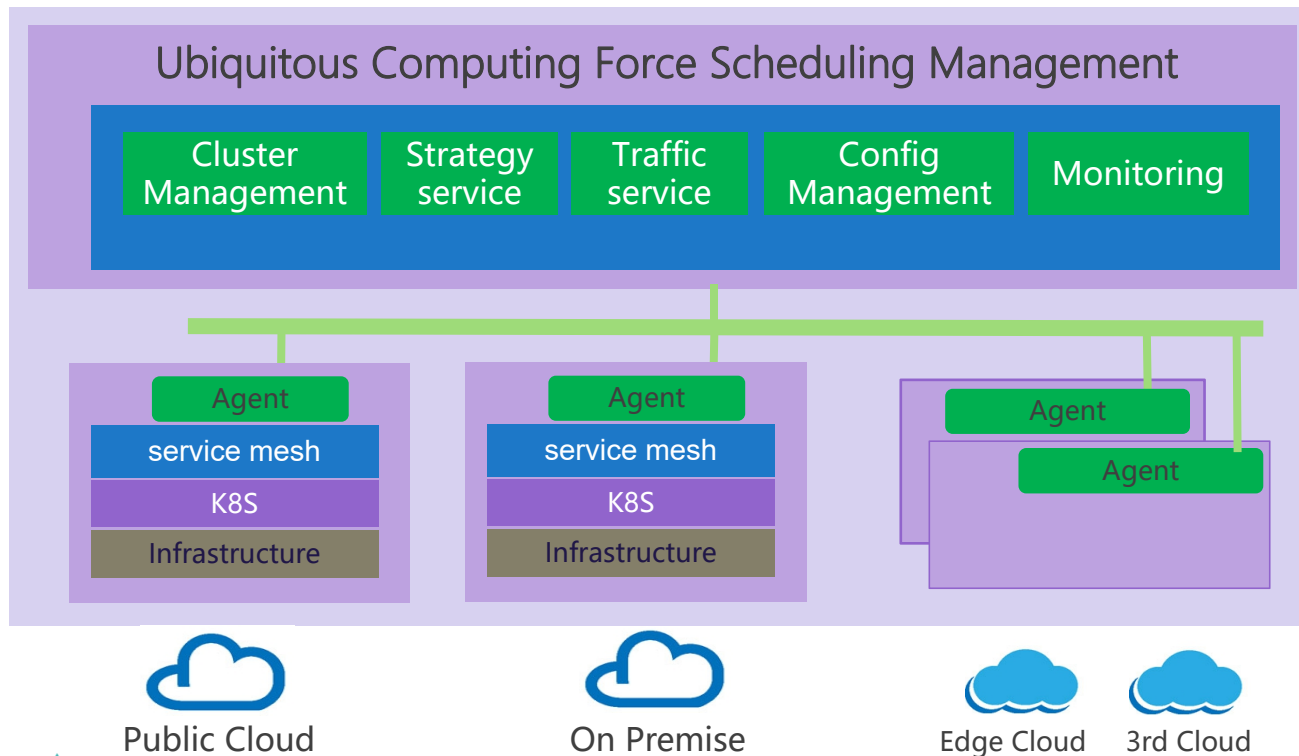 Ubiquitous Computing Force Scheduling Management
Cluster
Management
Strategy
service
Traffic
service
Config
Management
Monitoring
Agent
service mesh
K8S
Infrastructure
Agent
service mesh
K8S
Infrastructure
Agent
Agent
Public Cloud
On Premise
Edge Cloud
3rd Cloud